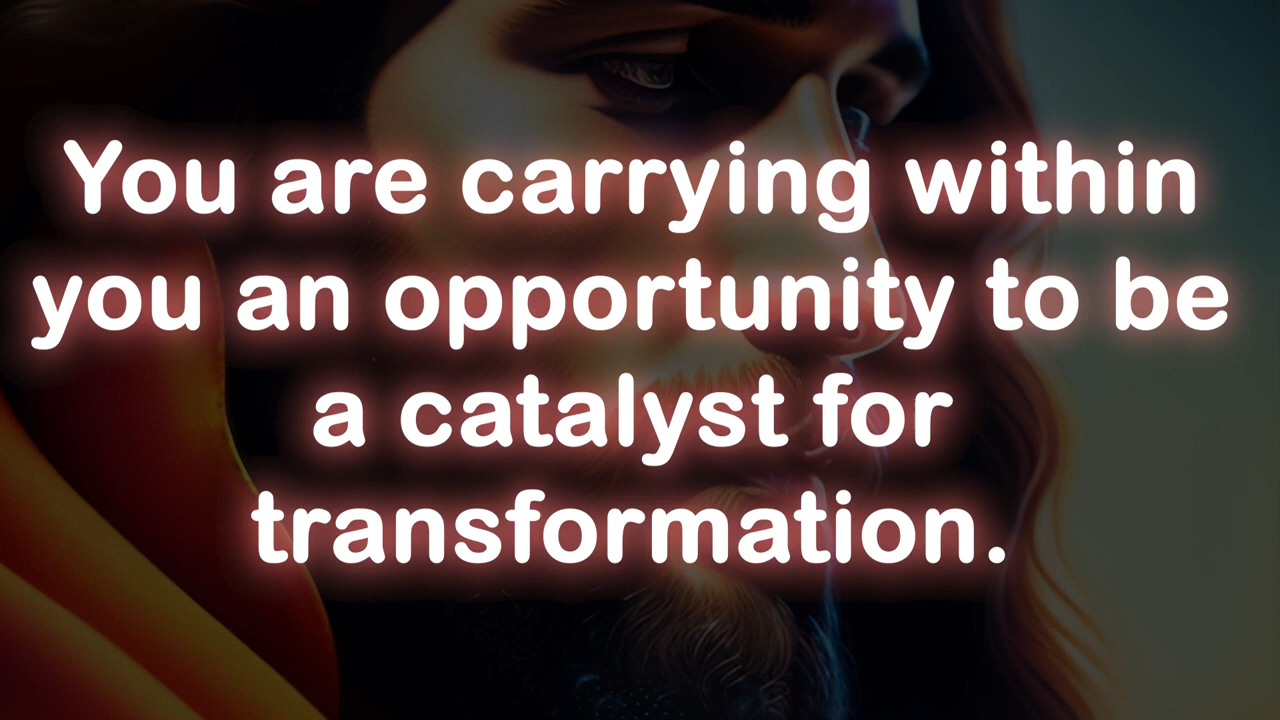 You are carrying within
you an opportunity to be
a catalyst for
transformation.